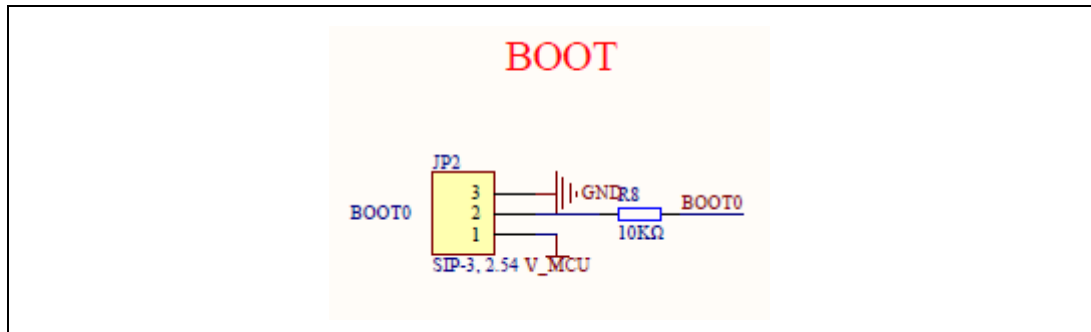 BOOT
JP2
3
GND
R8
BOOT0
2
BOOT0
1
10KΩ
SIP-3, 2.54
V_MCU